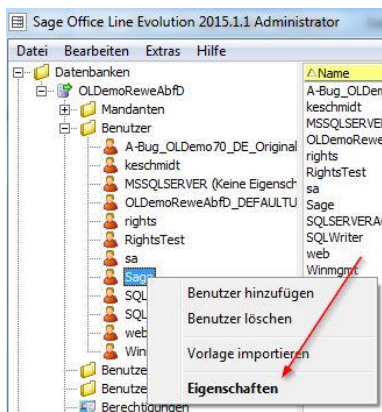 Sage Office Line Evolution 2015.1.1 Administrator
Datei Bearbeiten Extras Hilfe
Datenbanken
OLDemoReweAbfD
Mandanten
Benutzer
A-Bug_OLDemo70_DE_Original
keschmidt
MSSQLSERVER (Keine Eigensch
OLDemoReweAbfD_DEFAULTU
rights
RightsTest
sa
Sage
SQL
SQL
web
Win
Benutze
Benutze
Berechtigungen
Name
A-Bug_OLDem
keschmidt
MSSQLSERVE
OLDemoRewe
rights
RightsTest
sa
Sage
SQLSERVERA
SQLWriter
web
Winmgmt
Benutzer hinzufügen
Benutzer löschen
Vorlage importieren
Eigenschaften